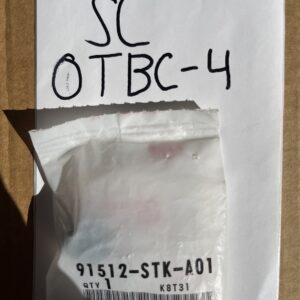 SC
OTBC-4
91512-STK-A01
QTY 1 K8T31